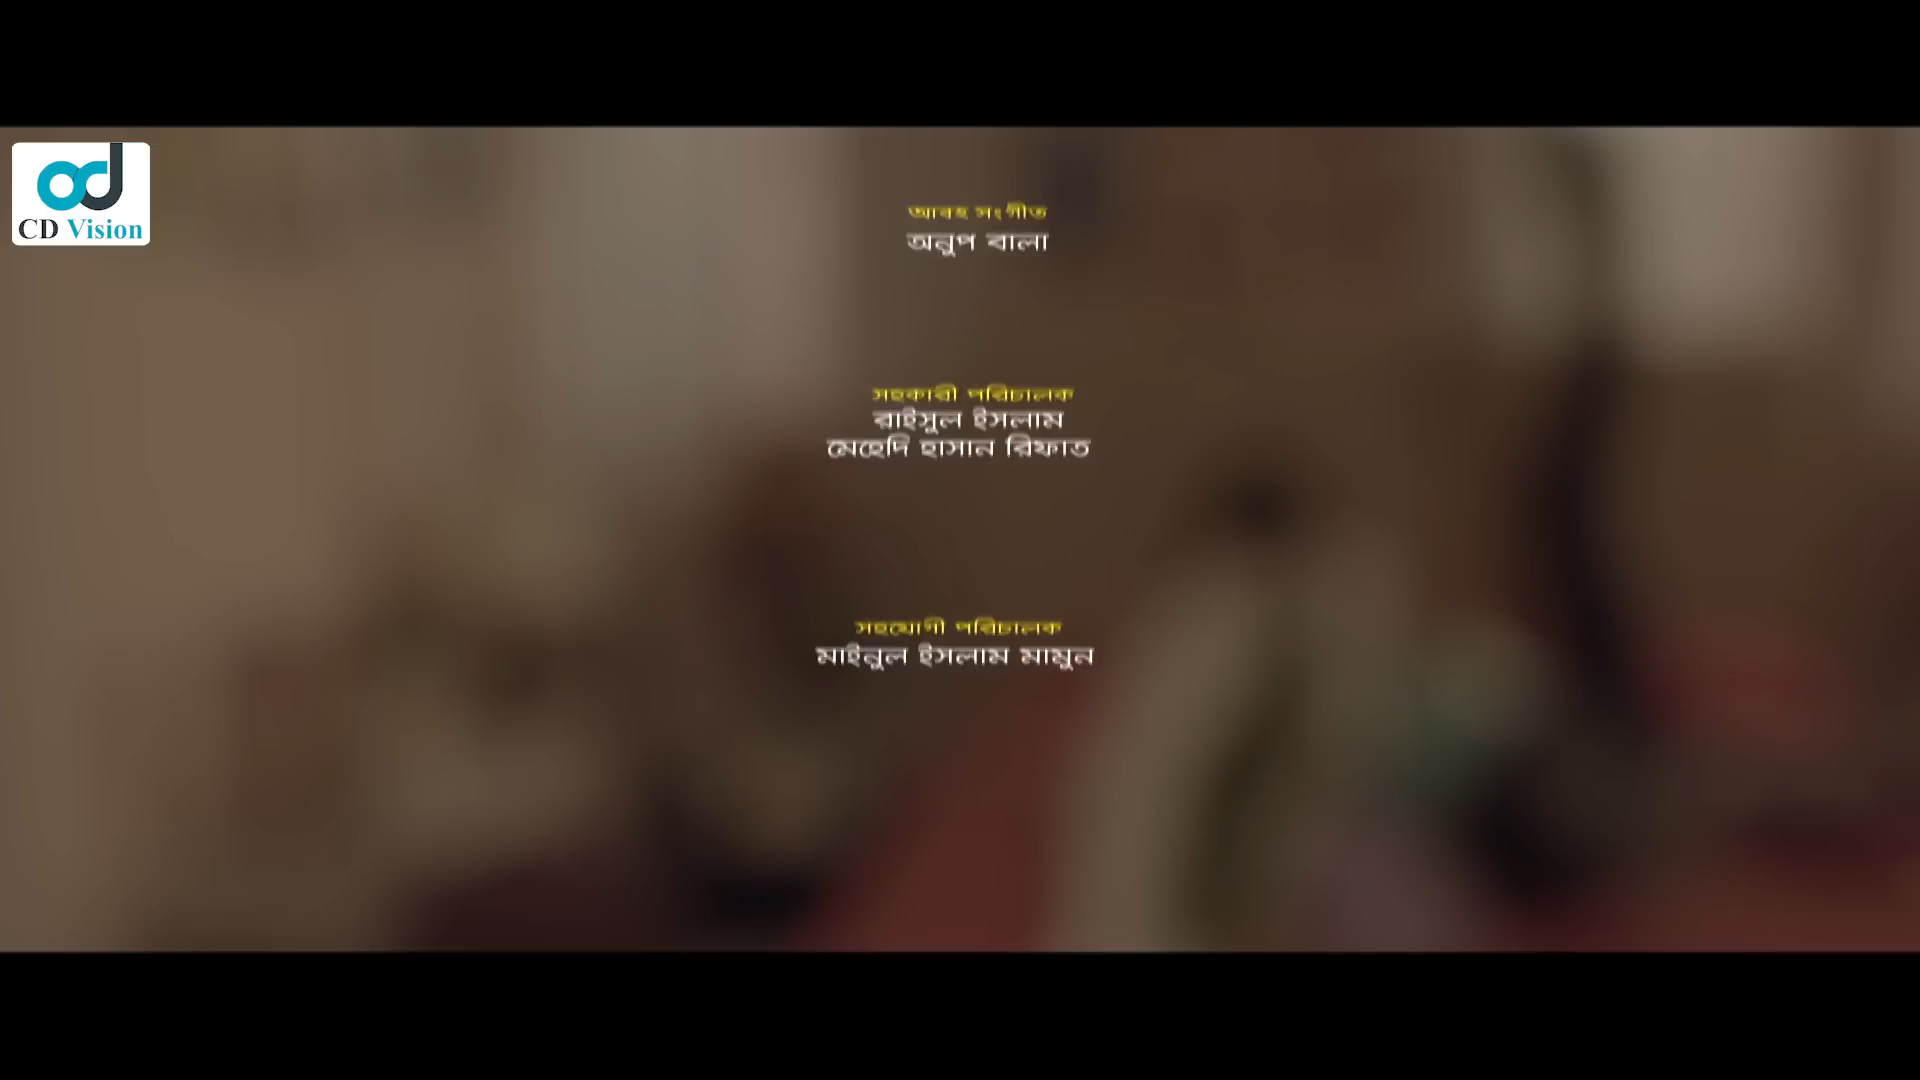 CD Vision
আবহ সংগীত
অনুপ বালা
সহকারী পরিচালক
রাইসুল ইসলাম
মেহেদি হাসান রিফাত
সহযোগী পরিচালক
মাইনুল ইসলাম মামুন